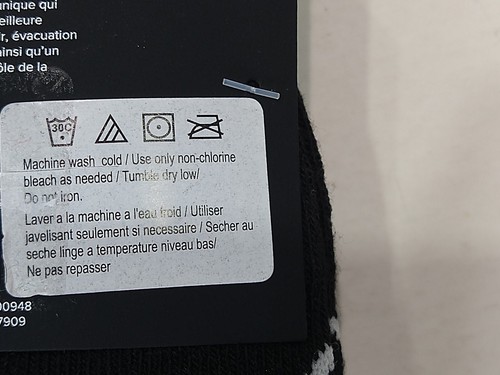 unique qui
eilleure
r, évacuation
ainsi qu'un
ôle de la
30C
Machine wash cold / Use only non-chlorine
bleach as needed / Tumble dry low/
Do not iron.
Laver a la machine a l'eau froid / Utiliser
javelisant seulement si necessaire / Secher au
seche linge a temperature niveau bas/
Ne pas repasser
00948
7909